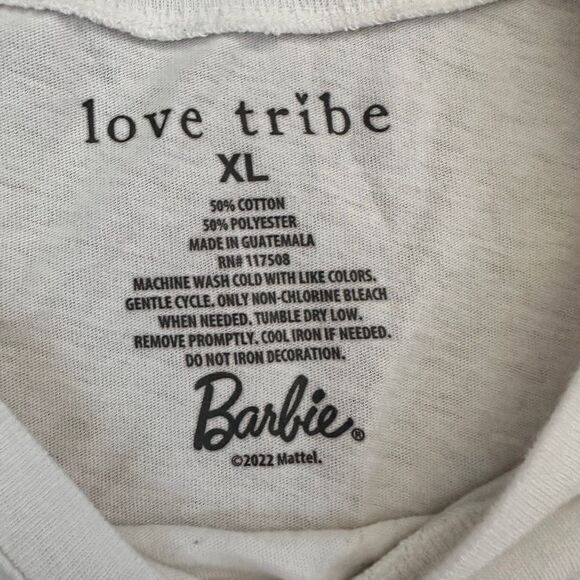 love tribe
XL
50% COTTON
50% POLYESTER
MADE IN GUATEMALA
RN# 117508
MACHINE WASH COLD WITH LIKE COLORS.
GENTLE CYCLE. ONLY NON-CHLORINE BLEACH
WHEN NEEDED. TUMBLE DRY LOW.
REMOVE PROMPTLY. COOL IRON IF NEEDED.
DO NOT IRON DECORATION.
Barbie®
©2022 Mattel.